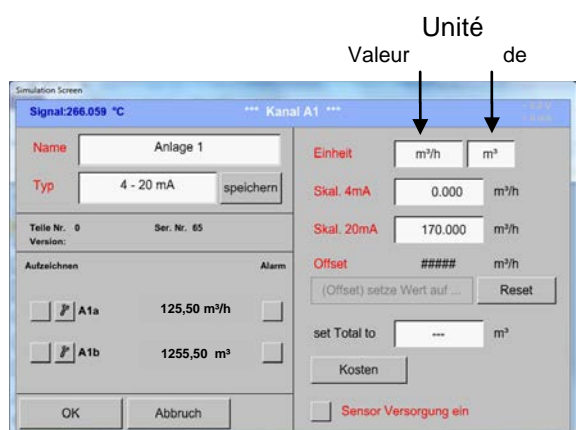 Unité
Valeur de
Simulation Screen
Signal:266.059 °C *** Kanal A1 ***
Name Anlage 1
Typ 4 - 20 mA speichern
Teile Nr. 0 Ser. Nr. 65
Version:
Aufzeichnen Alarm
A1a 125,50 m³/h
A1b 1255,50 m³
OK Abbruch
Einheit m³/h m³
Skal. 4mA 0.000 m³/h
Skal. 20mA 170.000 m³/h
Offset ##### m³/h
(Offset) setze Wert auf ... Reset
set Total to --- m³
Kosten
Sensor Versorgung ein